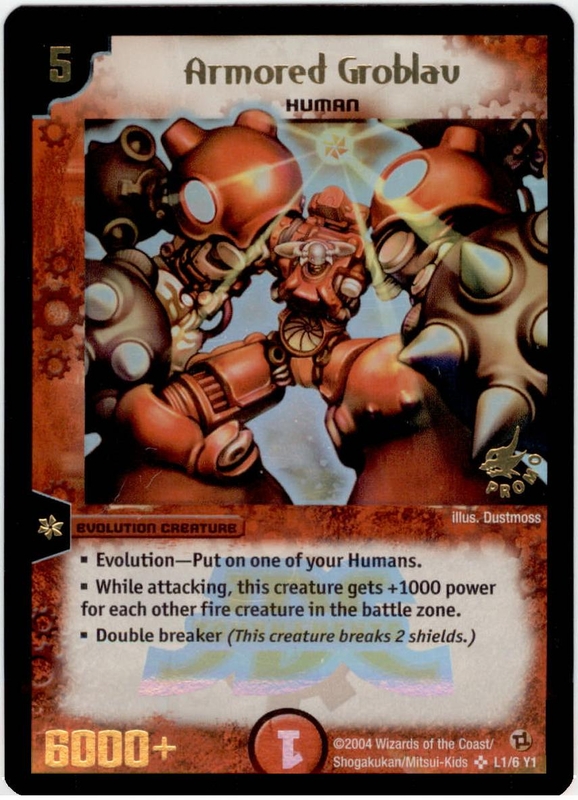 5
Armored Groblav
HUMAN
PROMO
illus. Dustmoss
EVOLUTION CREATURE
▪ Evolution—Put on one of your Humans.
▪ While attacking, this creature gets +1000 power
for each other fire creature in the battle zone.
▪ Double breaker (This creature breaks 2 shields.)
6000+
1
©2004 Wizards of the Coast/
Shogakukan/Mitsui-Kids L1/6 Y1